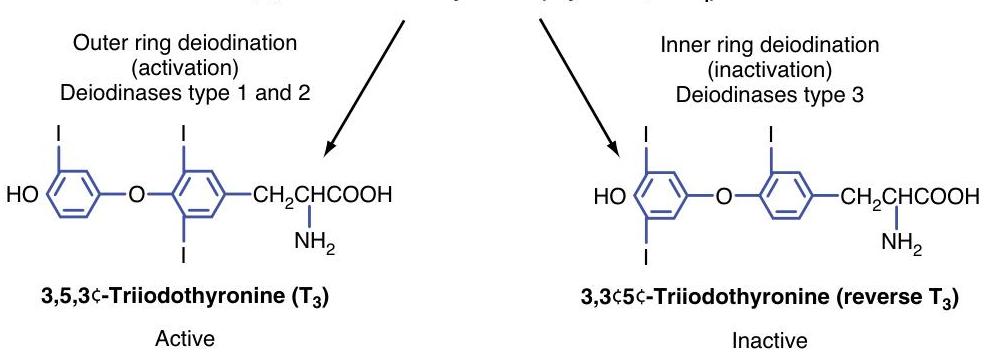 Outer ring deiodination
(activation)
Deiodinases type 1 and 2
Inner ring deiodination
(inactivation)
Deiodinases type 3
I
I
HO
O
CH2CHCOOH
NH2
I
3,5,3¢-Triiodothyronine (T3)
Active
I
I
HO
O
CH2CHCOOH
NH2
I
3,3¢5¢-Triiodothyronine (reverse T3)
Inactive